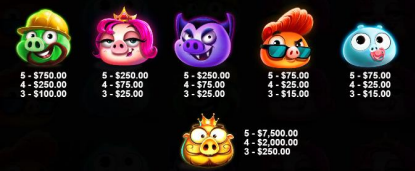 5 - $750.00
4 - $250.00
3 - $100.00
5 - $250.00
4 - $75.00
3 - $25.00
5 - $250.00
4 - $75.00
3 - $25.00
5 - $75.00
4 - $25.00
3 - $15.00
5 - $75.00
4 - $25.00
3 - $15.00
5 - $7,500.00
4 - $2,000.00
3 - $250.00